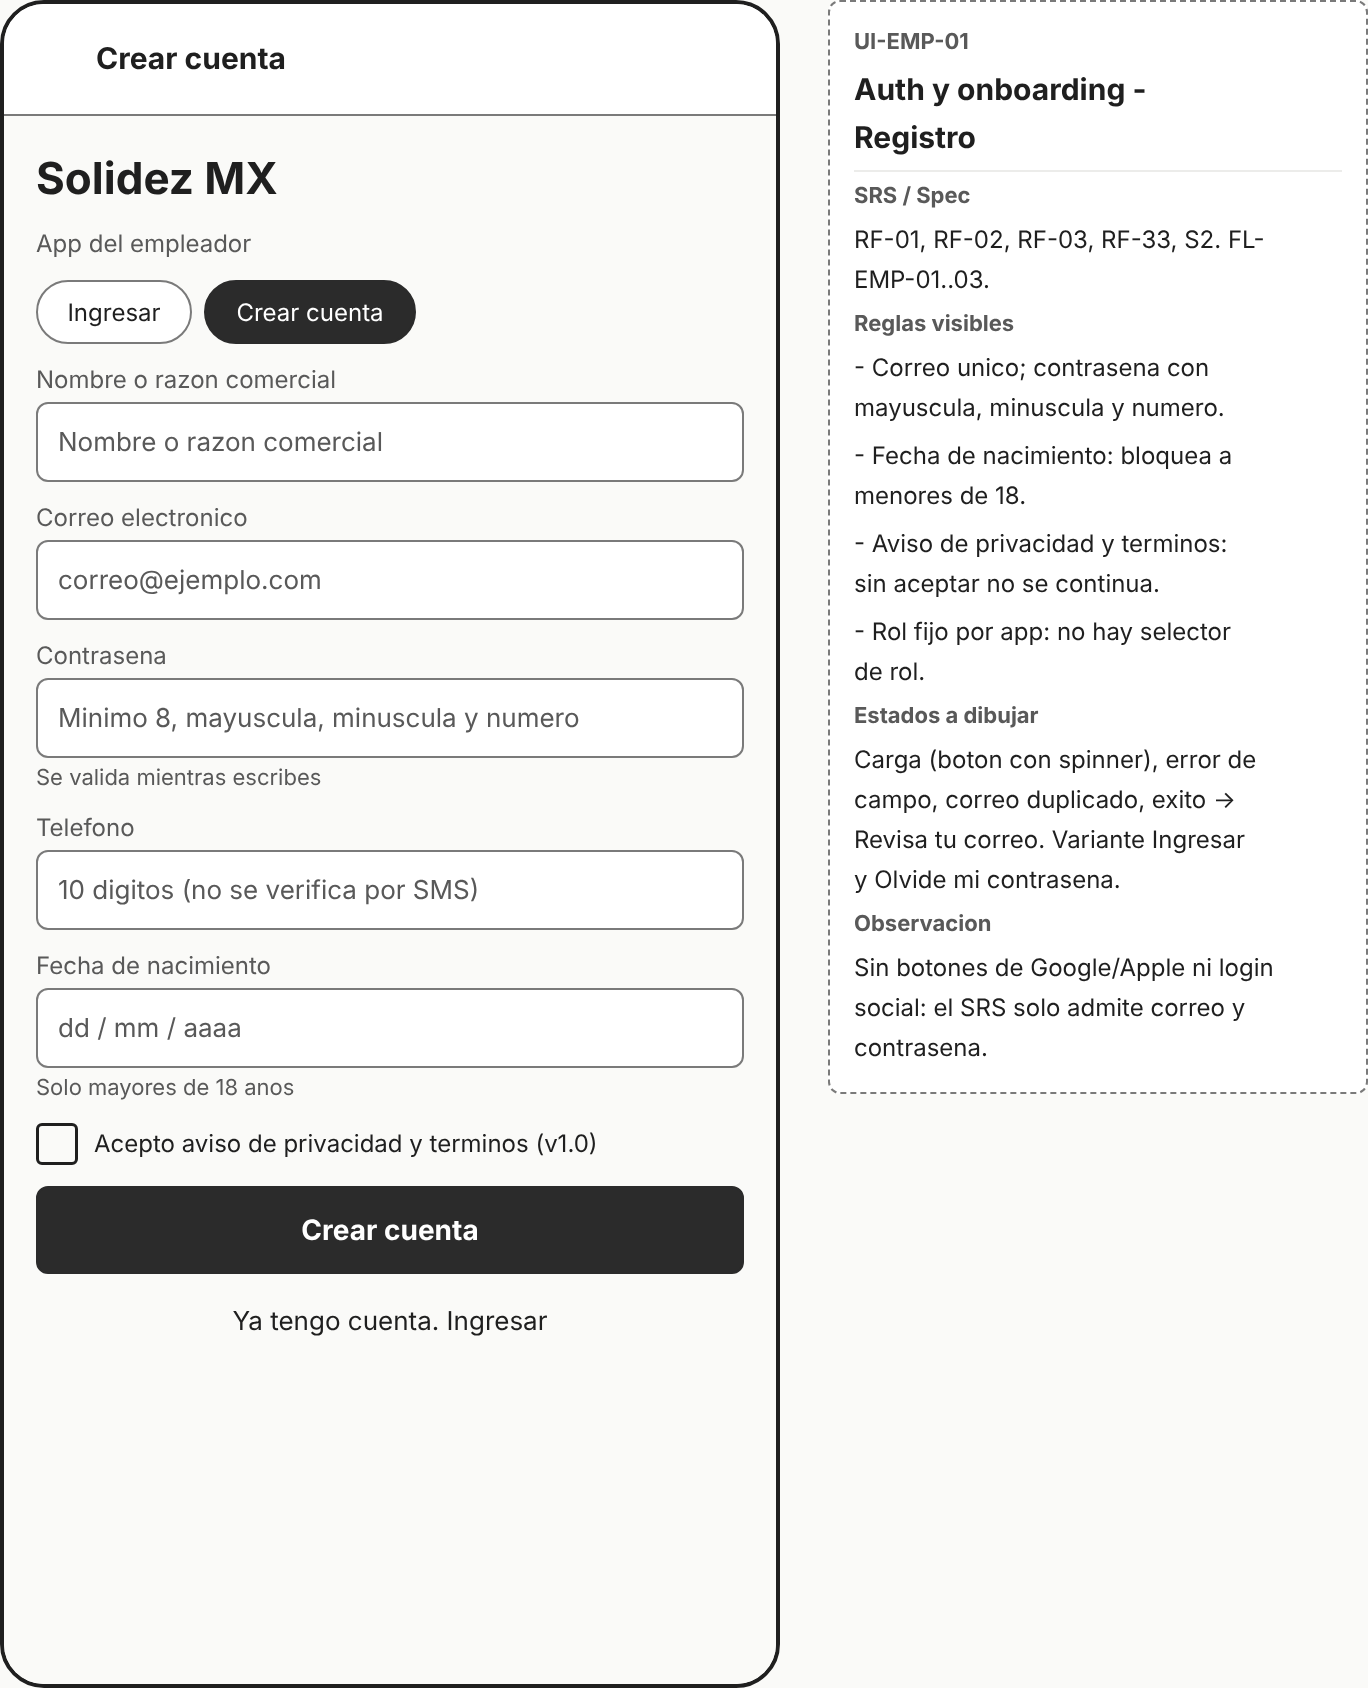 Crear cuenta
Solidez MX
App del empleador
Ingresar
Crear cuenta
Nombre o razon comercial
Nombre o razon comercial
Correo electronico
correo@ejemplo.com
Contrasena
Minimo 8, mayuscula, minuscula y numero
Se valida mientras escribes
Telefono
10 digitos (no se verifica por SMS)
Fecha de nacimiento
dd / mm / aaaa
Solo mayores de 18 anos
Acepto aviso de privacidad y terminos (v1.0)
Crear cuenta
Ya tengo cuenta. Ingresar
UI-EMP-01
Auth y onboarding -
Registro
SRS / Spec
RF-01, RF-02, RF-03, RF-33, S2. FL-
EMP-01..03.
Reglas visibles
- Correo unico; contrasena con
mayuscula, minuscula y numero.
- Fecha de nacimiento: bloquea a
menores de 18.
- Aviso de privacidad y terminos:
sin aceptar no se continua.
- Rol fijo por app: no hay selector
de rol.
Estados a dibujar
Carga (boton con spinner), error de
campo, correo duplicado, exito →
Revisa tu correo. Variante Ingresar
y Olvide mi contrasena.
Observacion
Sin botones de Google/Apple ni login
social: el SRS solo admite correo y
contrasena.